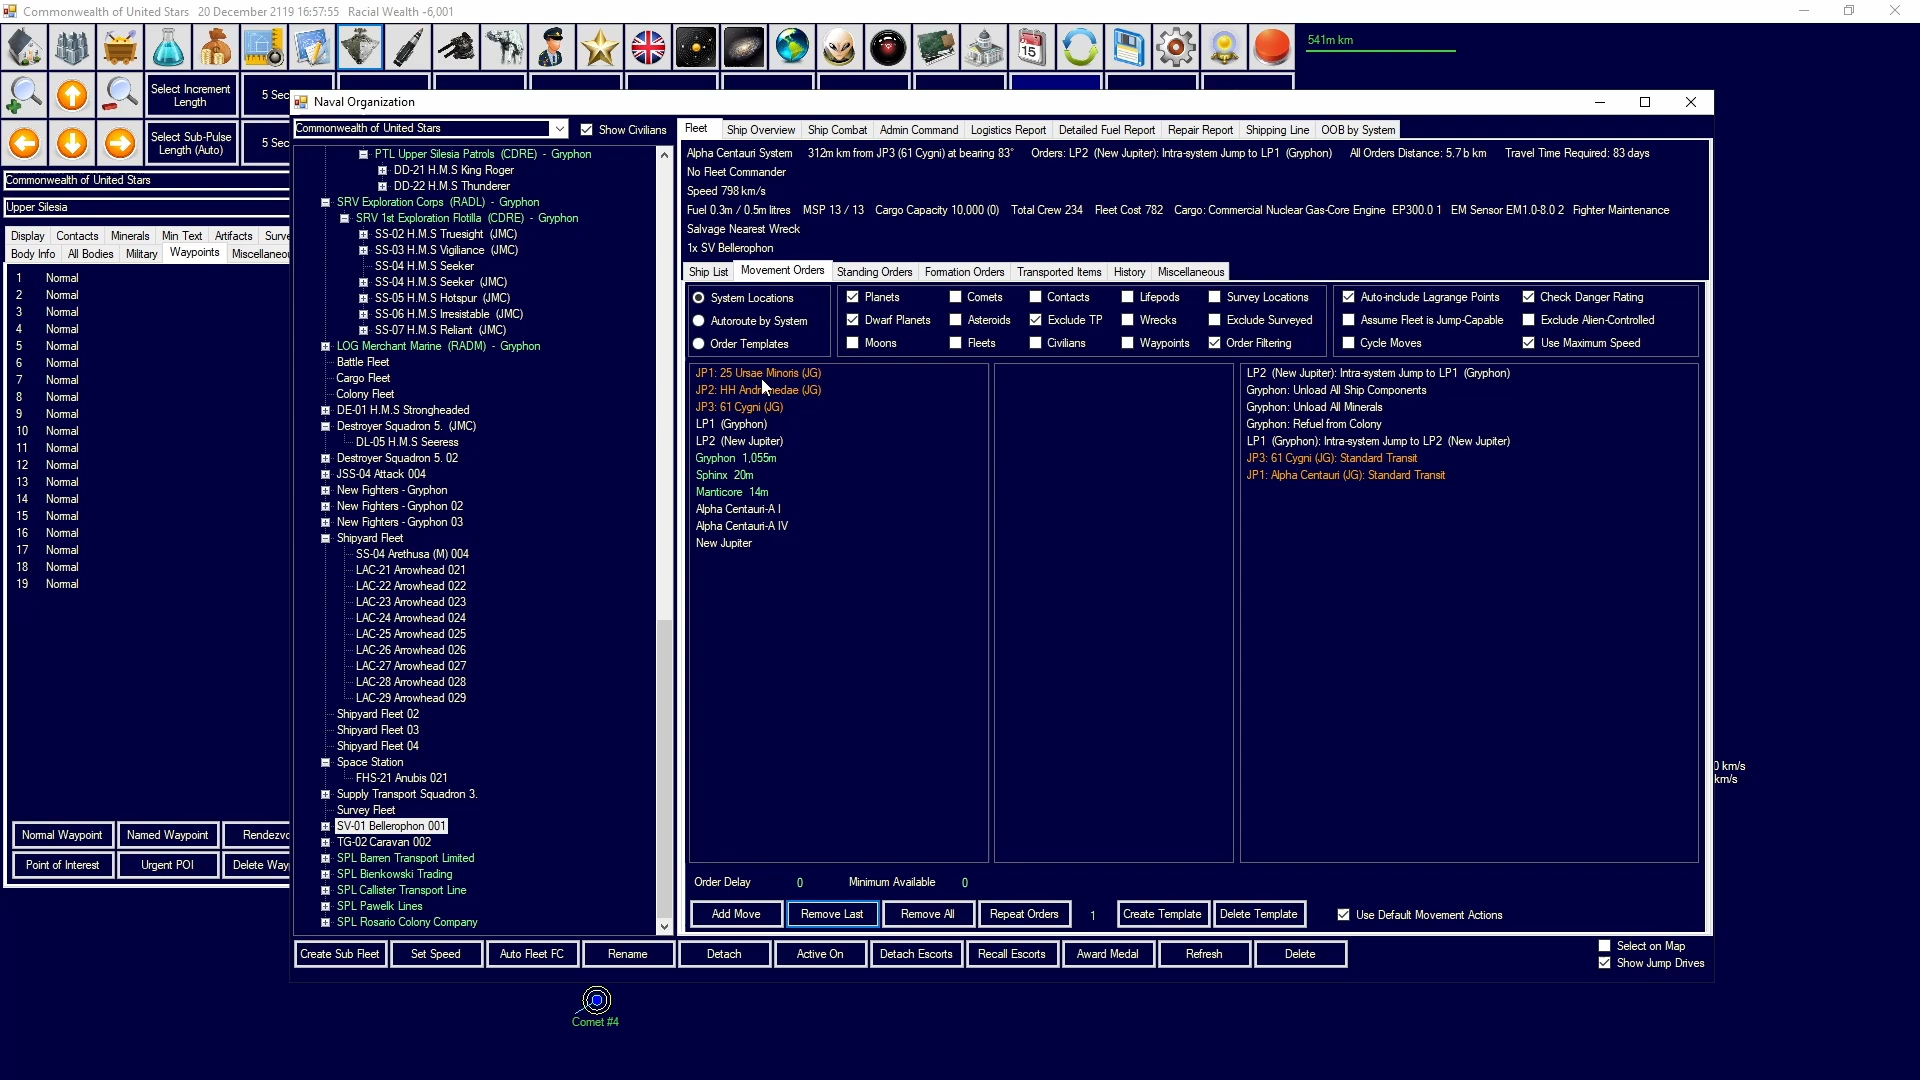 Commonwealth of United Stars 20 December 2119 16:57:55 Racial Wealth -6,001
541m km
Select Increment Length
5 Sec
Select Sub-Pulse Length (Auto)
5 Sec
Commonwealth of United Stars
Upper Silesia
Display Contacts Minerals Min Text Artifacts
Body Info All Bodies Military Waypoints
1 Normal
2 Normal
3 Normal
4 Normal
5 Normal
6 Normal
7 Normal
8 Normal
9 Normal
10 Normal
11 Normal
12 Normal
13 Normal
14 Normal
15 Normal
16 Normal
17 Normal
18 Normal
19 Normal
Normal Waypoint Named Waypoint
Point of Interest Urgent POI Delete
Naval Organization
Commonwealth of United Stars
Show Civilians
PTL Upper Silesia Patrols (CDRE) - Gryphon
DD-21 H.M.S King Roger
DD-22 H.M.S Thunderer
SRV Exploration Corps (RADL) - Gryphon
SRV 1st Exploration Flotilla (CDRE) - Gryphon
SS-02 H.M.S Truesight (JMC)
SS-03 H.M.S Vigiliance (JMC)
SS-04 H.M.S Seeker
SS-04 H.M.S Seeker (JMC)
SS-05 H.M.S Hotspur (JMC)
SS-06 H.M.S Irresistable (JMC)
SS-07 H.M.S Reliant (JMC)
LOG Merchant Marine (RADM) - Gryphon
Battle Fleet
Cargo Fleet
Colony Fleet
DE-01 H.M.S Strongheaded
Destroyer Squadron 5. (JMC)
DL-05 H.M.S Seeress
Destroyer Squadron 5. 02
JSS-04 Attack 004
New Fighters - Gryphon
New Fighters - Gryphon 02
New Fighters - Gryphon 03
Shipyard Fleet
SS-04 Arethusa (M) 004
LAC-21 Arrowhead 021
LAC-22 Arrowhead 022
LAC-23 Arrowhead 023
LAC-24 Arrowhead 024
LAC-25 Arrowhead 025
LAC-26 Arrowhead 026
LAC-27 Arrowhead 027
LAC-28 Arrowhead 028
LAC-29 Arrowhead 029
Shipyard Fleet 02
Shipyard Fleet 03
Shipyard Fleet 04
Space Station
FHS-21 Anubis 021
Supply Transport Squadron 3.
Survey Fleet
SV-01 Bellerophon 001
TG-02 Caravan 002
SPL Barren Transport Limited
SPL Bienkowski Trading
SPL Callister Transport Line
SPL Pawelk Lines
SPL Rosario Colony Company
Fleet Ship Overview Ship Combat Admin Command Logistics Report Detailed Fuel Report Repair Report Shipping Line OOB by System
Alpha Centauri System 312m km from JP3 (61 Cygni) at bearing 83° Orders: LP2 (New Jupiter): Intra-system Jump to LP1 (Gryphon) All Orders Distance: 5.7 b km Travel Time Required: 83 days
No Fleet Commander
Speed 798 km/s
Fuel 0.3m / 0.5m litres MSP 13 / 13 Cargo Capacity 10,000 (0) Total Crew 234 Fleet Cost 782 Cargo: Commercial Nuclear Gas-Core Engine EP300.0 1 EM Sensor EM1.0-8.0 2 Fighter Maintenance
Salvage Nearest Wreck
1x SV Bellerophon
Ship List Movement Orders Standing Orders Formation Orders Transported Items History Miscellaneous
System Locations Planets Comets Contacts Lifepods Survey Locations Auto-include Lagrange Points Check Danger Rating
Autoroute by System Dwarf Planets Asteroids Exclude TP Wrecks Exclude Surveyed Assume Fleet is Jump-Capable Exclude Alien-Controlled
Order Templates Moons Fleets Civilians Waypoints Order Filtering Cycle Moves Use Maximum Speed
JP1: 25 Ursae Minoris (JG)
JP2: HH Andromedae (JG)
JP3: 61 Cygni (JG)
LP1 (Gryphon)
LP2 (New Jupiter)
Gryphon 1,055m
Sphinx 20m
Manticore 14m
Alpha Centauri-A I
Alpha Centauri-A IV
New Jupiter
LP2 (New Jupiter): Intra-system Jump to LP1 (Gryphon)
Gryphon: Unload All Ship Components
Gryphon: Unload All Minerals
Gryphon: Refuel from Colony
LP1 (Gryphon): Intra-system Jump to LP2 (New Jupiter)
JP3: 61 Cygni (JG): Standard Transit
JP1: Alpha Centauri (JG): Standard Transit
Order Delay 0 Minimum Available 0
Add Move Remove Last Remove All Repeat Orders 1 Create Template Delete Template Use Default Movement Actions
Create Sub Fleet Set Speed Auto Fleet FC Rename Detach Active On Detach Escorts Recall Escorts Award Medal Refresh Delete
Select on Map
Show Jump Drives
0 km/s
km/s
Comet #4